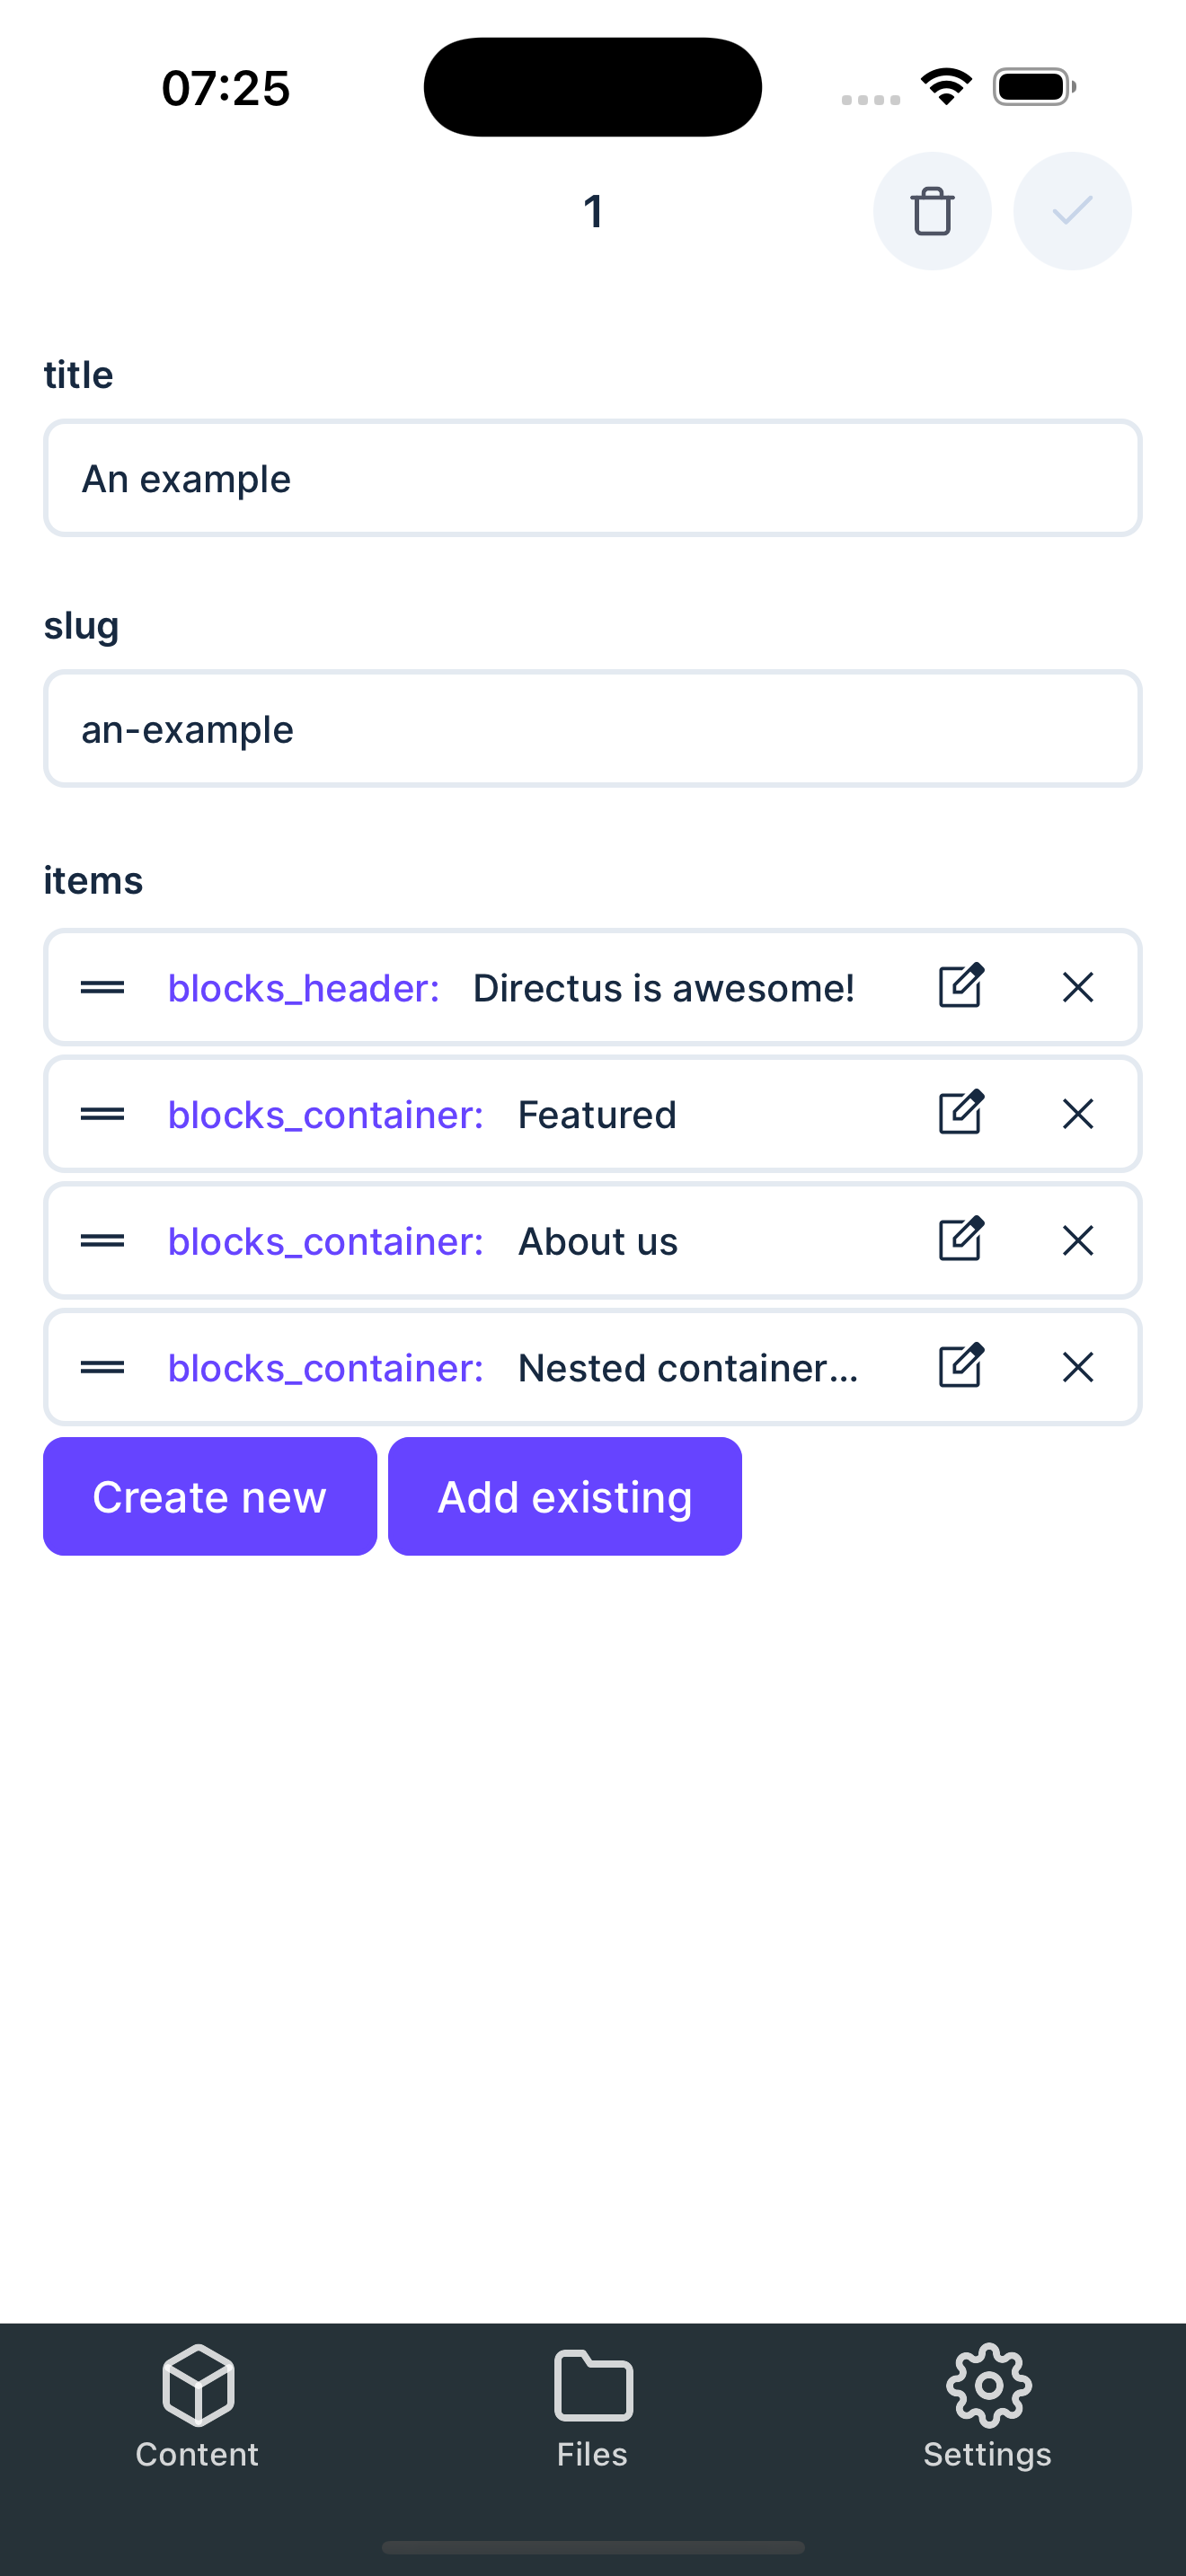 07:25
1
title
An example
slug
an-example
items
blocks_header: Directus is awesome!
blocks_container: Featured
blocks_container: About us
blocks_container: Nested container...
Create new Add existing
Content Files Settings